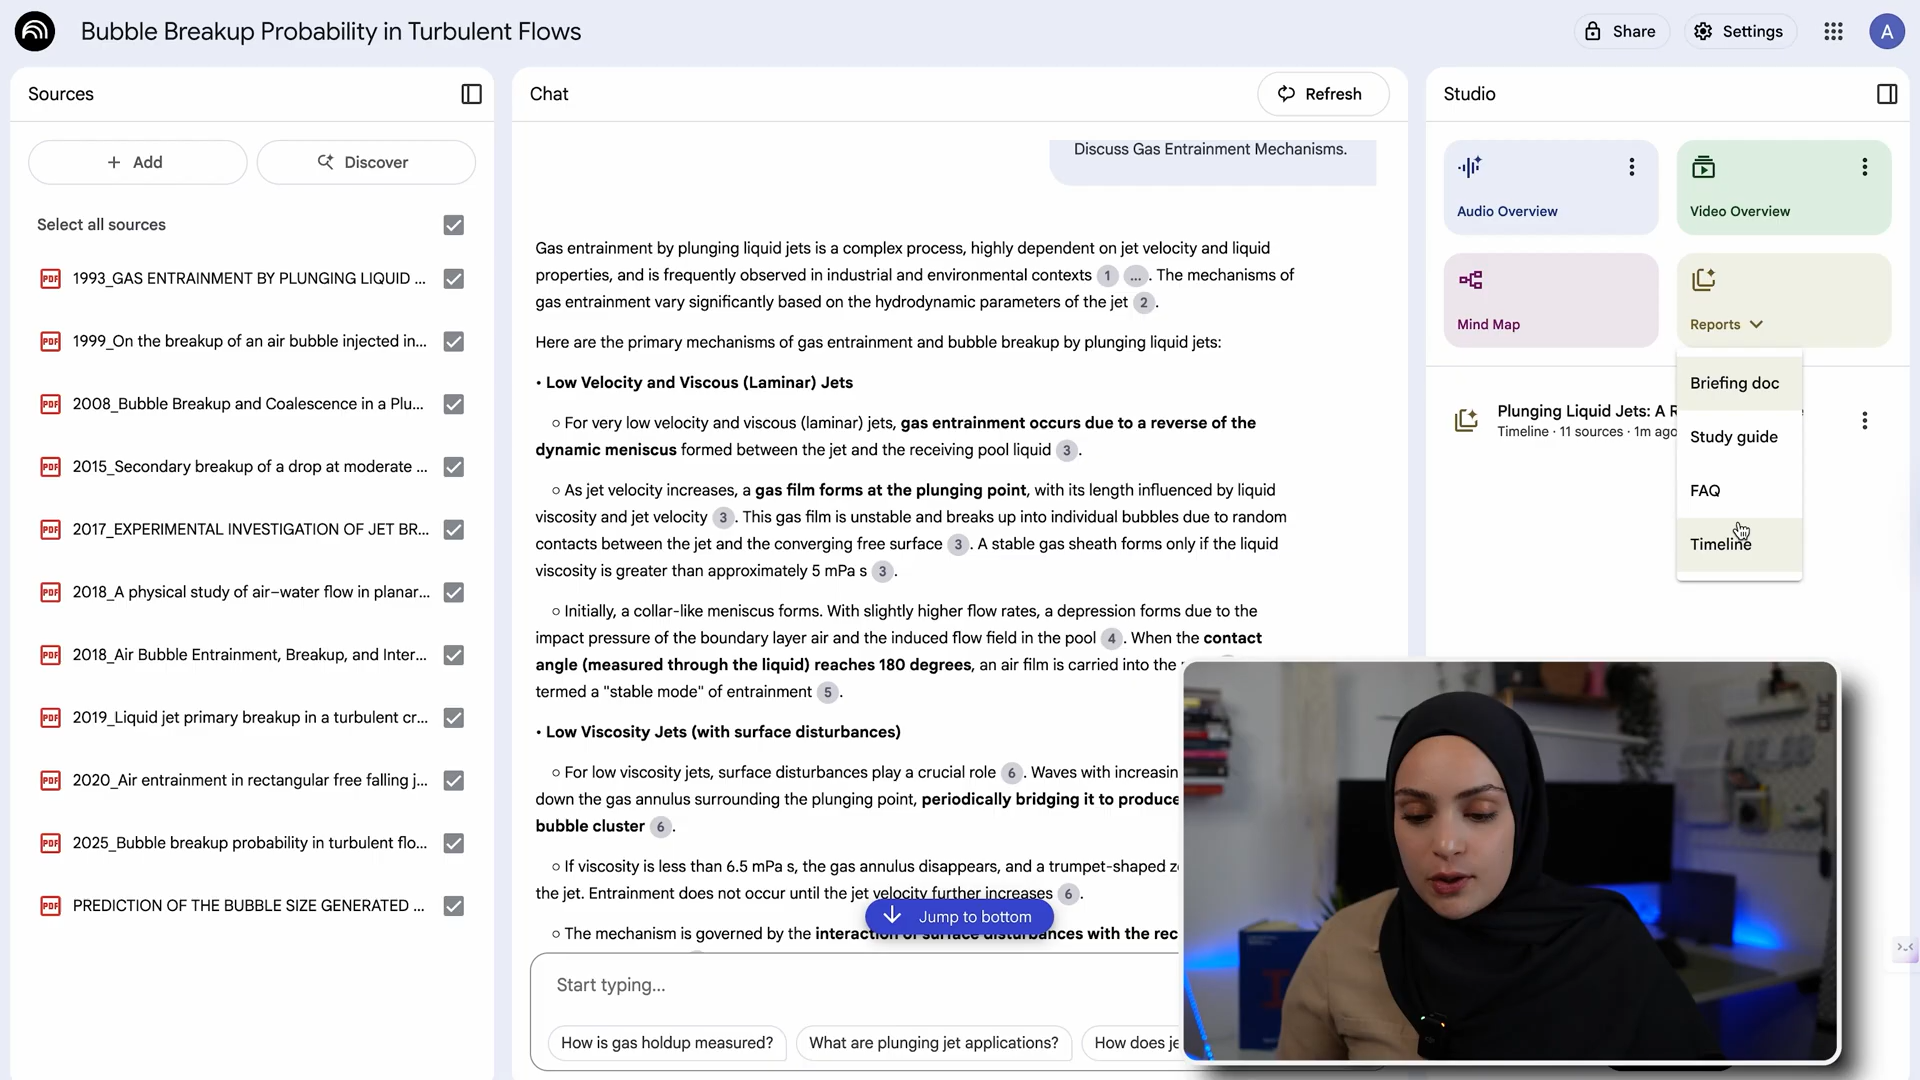 Bubble Breakup Probability in Turbulent Flows
Share
Settings
A
Sources
Add
Discover
Select all sources
PDF 1993_GAS ENTRAINMENT BY PLUNGING LIQUID ...
PDF 1999_On the breakup of an air bubble injected in...
PDF 2008_Bubble Breakup and Coalescence in a Plu...
PDF 2015_Secondary breakup of a drop at moderate ...
PDF 2017_EXPERIMENTAL INVESTIGATION OF JET BR...
PDF 2018_A physical study of air–water flow in planar...
PDF 2018_Air Bubble Entrainment, Breakup, and Inter...
PDF 2019_Liquid jet primary breakup in a turbulent cr...
PDF 2020_Air entrainment in rectangular free falling j...
PDF 2025_Bubble breakup probability in turbulent flo...
PDF PREDICTION OF THE BUBBLE SIZE GENERATED ...
Chat
Refresh
Discuss Gas Entrainment Mechanisms.
Gas entrainment by plunging liquid jets is a complex process, highly dependent on jet velocity and liquid
properties, and is frequently observed in industrial and environmental contexts 1 ... . The mechanisms of
gas entrainment vary significantly based on the hydrodynamic parameters of the jet 2 .
Here are the primary mechanisms of gas entrainment and bubble breakup by plunging liquid jets:
• Low Velocity and Viscous (Laminar) Jets
○ For very low velocity and viscous (laminar) jets, gas entrainment occurs due to a reverse of the
dynamic meniscus formed between the jet and the receiving pool liquid 3 .
○ As jet velocity increases, a gas film forms at the plunging point, with its length influenced by liquid
viscosity and jet velocity 3 . This gas film is unstable and breaks up into individual bubbles due to random
contacts between the jet and the converging free surface 3 . A stable gas sheath forms only if the liquid
viscosity is greater than approximately 5 mPa s 3 .
○ Initially, a collar-like meniscus forms. With slightly higher flow rates, a depression forms due to the
impact pressure of the boundary layer air and the induced flow field in the pool 4 . When the contact
angle (measured through the liquid) reaches 180 degrees, an air film is carried into the
termed a "stable mode" of entrainment 5 .
• Low Viscosity Jets (with surface disturbances)
○ For low viscosity jets, surface disturbances play a crucial role 6 . Waves with increasin
down the gas annulus surrounding the plunging point, periodically bridging it to produce
bubble cluster 6 .
○ If viscosity is less than 6.5 mPa s, the gas annulus disappears, and a trumpet-shaped z
the jet. Entrainment does not occur until the jet velocity further increases 6 .
Jump to bottom
○ The mechanism is governed by the interaction of surface disturbances with the rec
Start typing...
How is gas holdup measured?
What are plunging jet applications?
How does je
Studio
Audio Overview
Video Overview
Mind Map
Reports
Briefing doc
Study guide
FAQ
Timeline
Plunging Liquid Jets: A R
Timeline · 11 sources · 1m ago